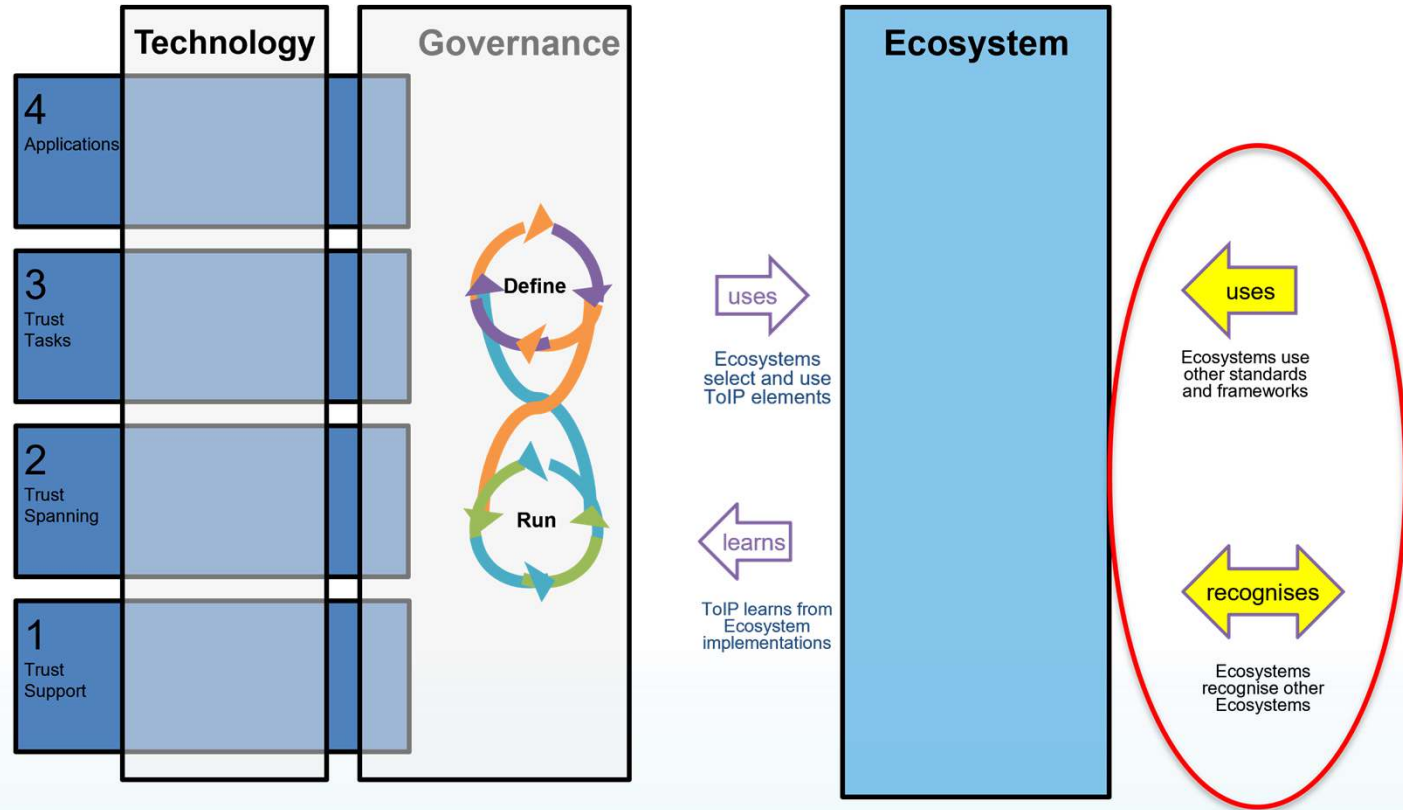 Technology
Governance
Ecosystem
4
Applications
3
Trust
Tasks
2
Trust
Spanning
1
Trust
Support
Define
Run
uses
Ecosystems
select and use
ToIP elements
learns
ToIP learns from
Ecosystem
implementations
uses
Ecosystems use
other standards
and frameworks
recognises
Ecosystems
recognise other
Ecosystems